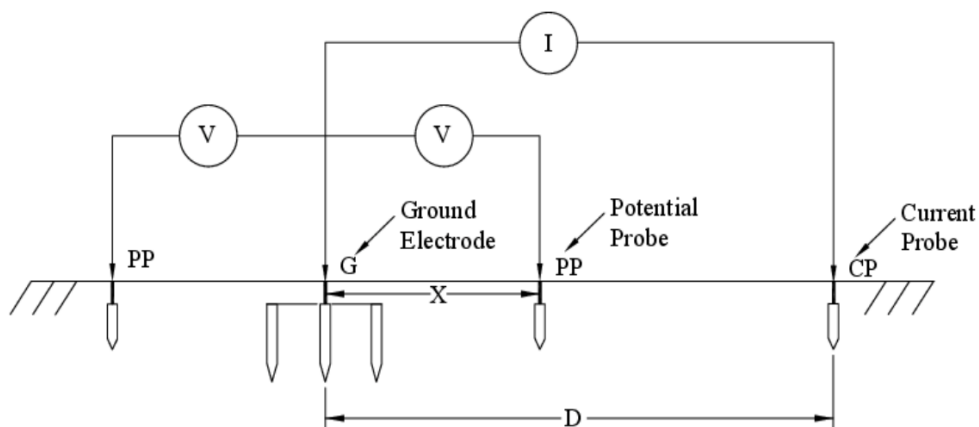 I
V
V
Ground
Electrode
Potential
Probe
Current
Probe
PP
G
PP
CP
X
D